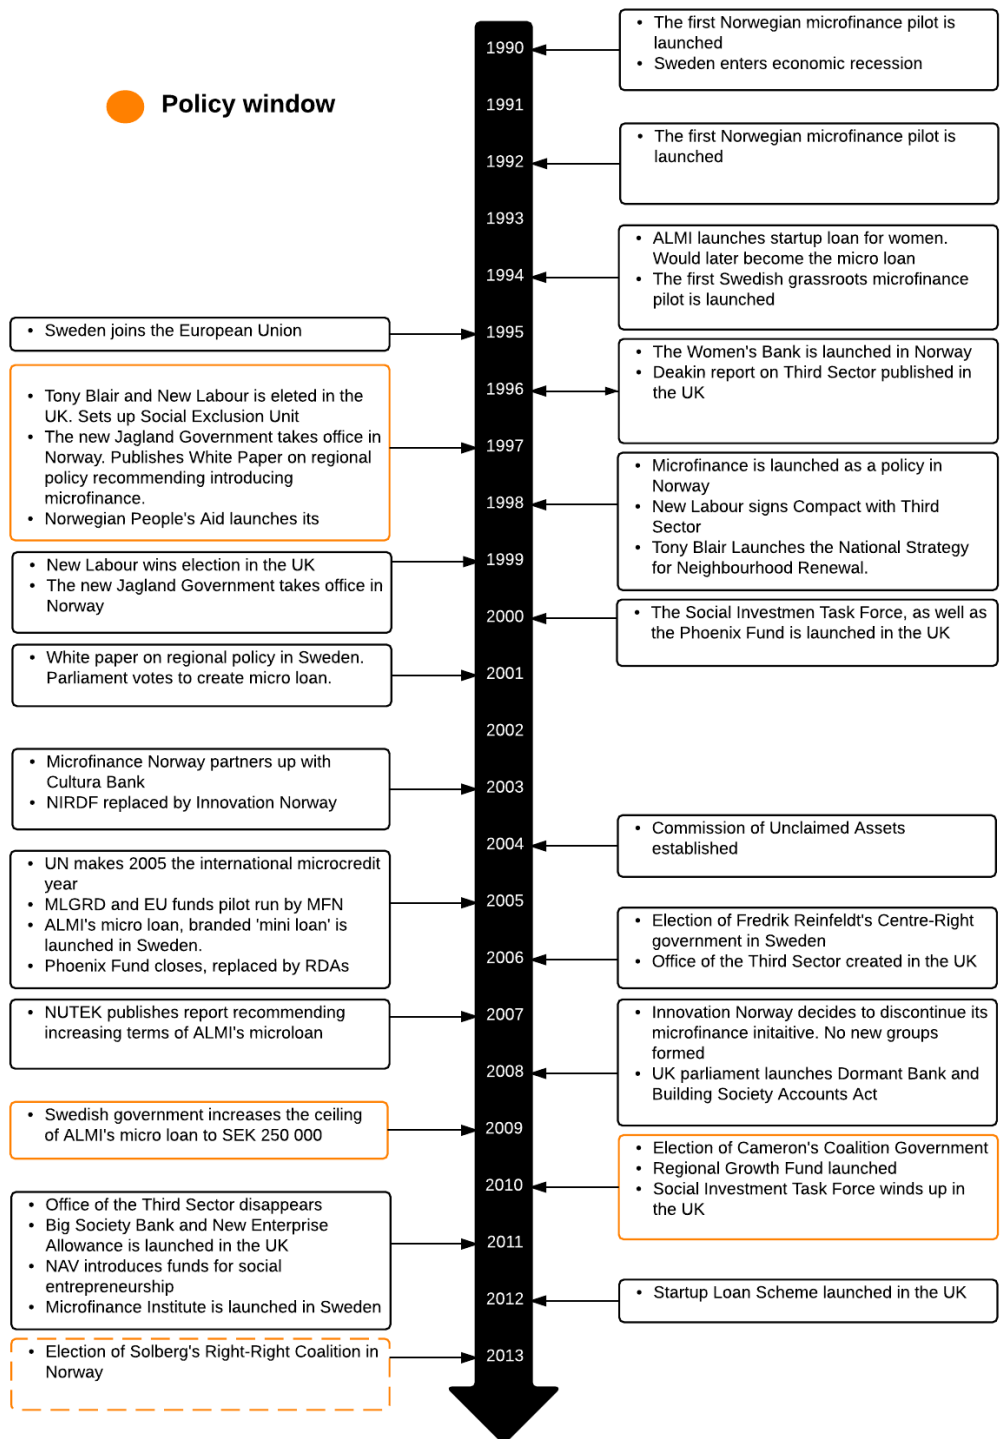 Policy window
1990
• The first Norwegian microfinance pilot is
launched
• Sweden enters economic recession
1991
1992
• The first Norwegian microfinance pilot is
launched
1993
1994
• ALMI launches startup loan for women.
Would later become the micro loan
• The first Swedish grassroots microfinance
pilot is launched
• Sweden joins the European Union
1995
1996
• The Women's Bank is launched in Norway
• Deakin report on Third Sector published in
the UK
• Tony Blair and New Labour is eleted in the
UK. Sets up Social Exclusion Unit
• The new Jagland Government takes office in
Norway. Publishes White Paper on regional
policy recommending introducing
microfinance.
• Norwegian People's Aid launches its
1997
1998
• Microfinance is launched as a policy in
Norway
• New Labour signs Compact with Third
Sector
• Tony Blair Launches the National Strategy
for Neighbourhood Renewal.
• New Labour wins election in the UK
• The new Jagland Government takes office in
Norway
1999
2000
• The Social Investmen Task Force, as well as
the Phoenix Fund is launched in the UK
• White paper on regional policy in Sweden.
Parliament votes to create micro loan.
2001
2002
• Microfinance Norway partners up with
Cultura Bank
• NIRDF replaced by Innovation Norway
2003
2004
• Commission of Unclaimed Assets
established
• UN makes 2005 the international microcredit
year
• MLGRD and EU funds pilot run by MFN
• ALMI's micro loan, branded 'mini loan' is
launched in Sweden.
• Phoenix Fund closes, replaced by RDAs
2005
2006
• Election of Fredrik Reinfeldt's Centre-Right
government in Sweden
• Office of the Third Sector created in the UK
• NUTEK publishes report recommending
increasing terms of ALMI's microloan
2007
2008
• Innovation Norway decides to discontinue its
microfinance initaitive. No new groups
formed
• UK parliament launches Dormant Bank and
Building Society Accounts Act
• Swedish government increases the ceiling
of ALMI's micro loan to SEK 250 000
2009
2010
• Election of Cameron's Coalition Government
• Regional Growth Fund launched
• Social Investment Task Force winds up in
the UK
• Office of the Third Sector disappears
• Big Society Bank and New Enterprise
Allowance is launched in the UK
• NAV introduces funds for social
entrepreneurship
• Microfinance Institute is launched in Sweden
2011
2012
• Startup Loan Scheme launched in the UK
• Election of Solberg's Right-Right Coalition in
Norway
2013